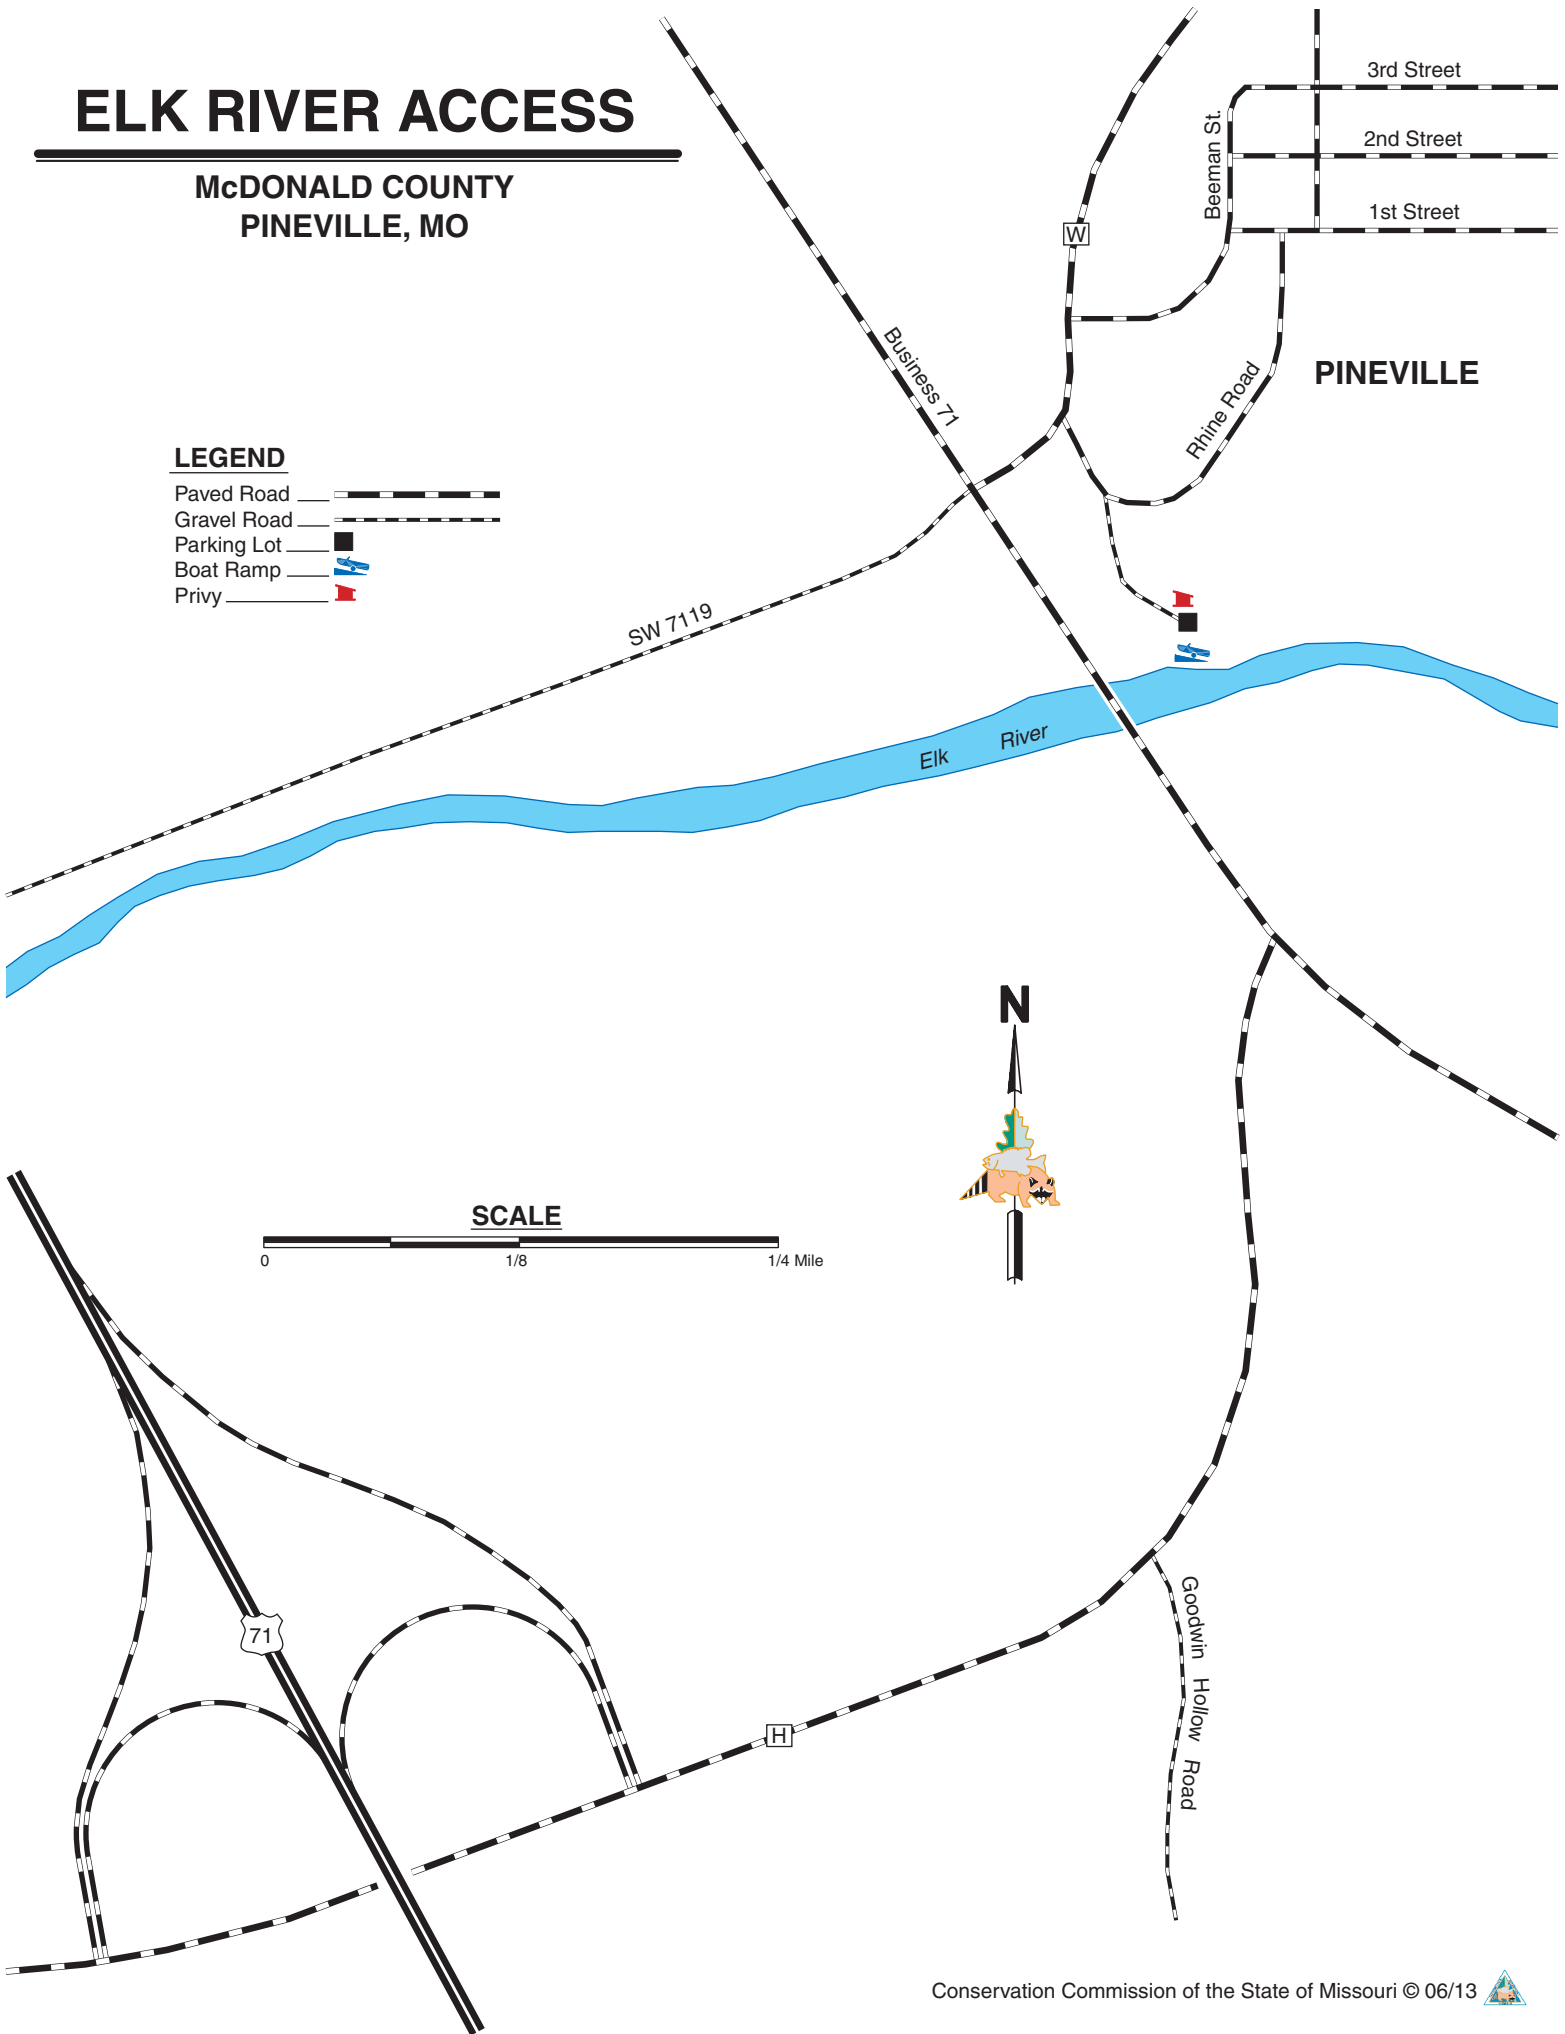 ELK RIVER ACCESS
McDONALD COUNTY
PINEVILLE, MO
3rd Street
2nd Street
1st Street
Beeman St.
W
Business 71
Rhine Road
PINEVILLE
LEGEND
Paved Road
Gravel Road
Parking Lot
Boat Ramp
Privy
SW 7119
Elk River
N
SCALE
0 1/8 1/4 Mile
71
H
Goodwin Hollow Road
Conservation Commission of the State of Missouri © 06/13